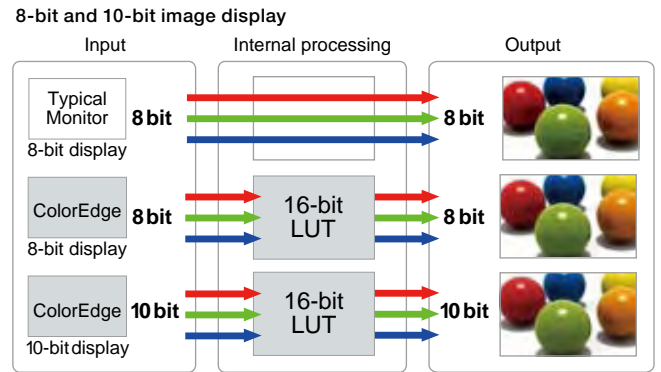 8-bit and 10-bit image display
Input
Internal processing
Output
Typical
Monitor
8 bit
8 bit
8-bit display
ColorEdge
8 bit
16-bit
LUT
8 bit
8-bit display
ColorEdge
10 bit
16-bit
LUT
10 bit
10-bit display